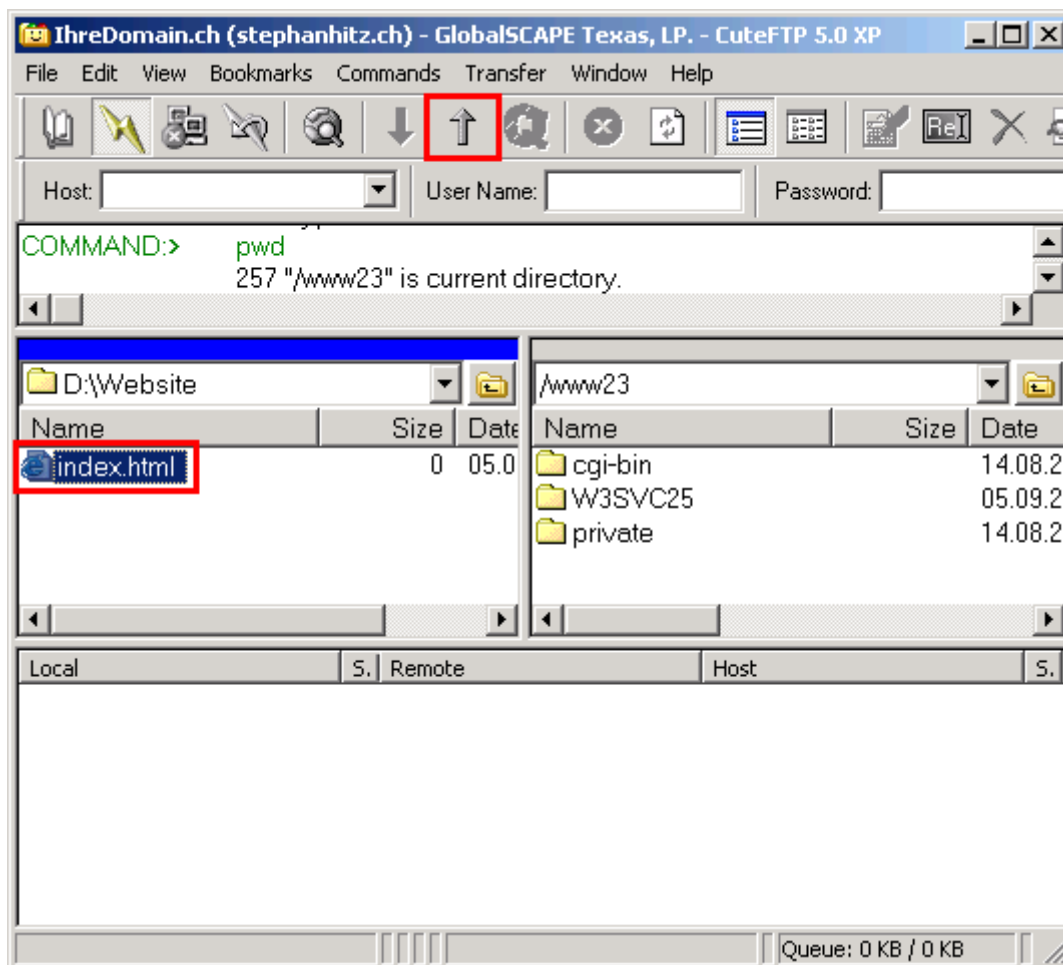 IhreDomain.ch (stephanhitz.ch) - GlobalSCAPE Texas, LP. - CuteFTP 5.0 XP
File Edit View Bookmarks Commands Transfer Window Help
Host: User Name: Password:
COMMAND:> pwd
257 "/www23" is current directory.
D:\Website /www23
Name Size Date Name Size Date
index.html 0 05.0 cgi-bin 14.08.2
W3SVC25 05.09.2
private 14.08.2
Local S. Remote Host S.
Queue: 0 KB / 0 KB